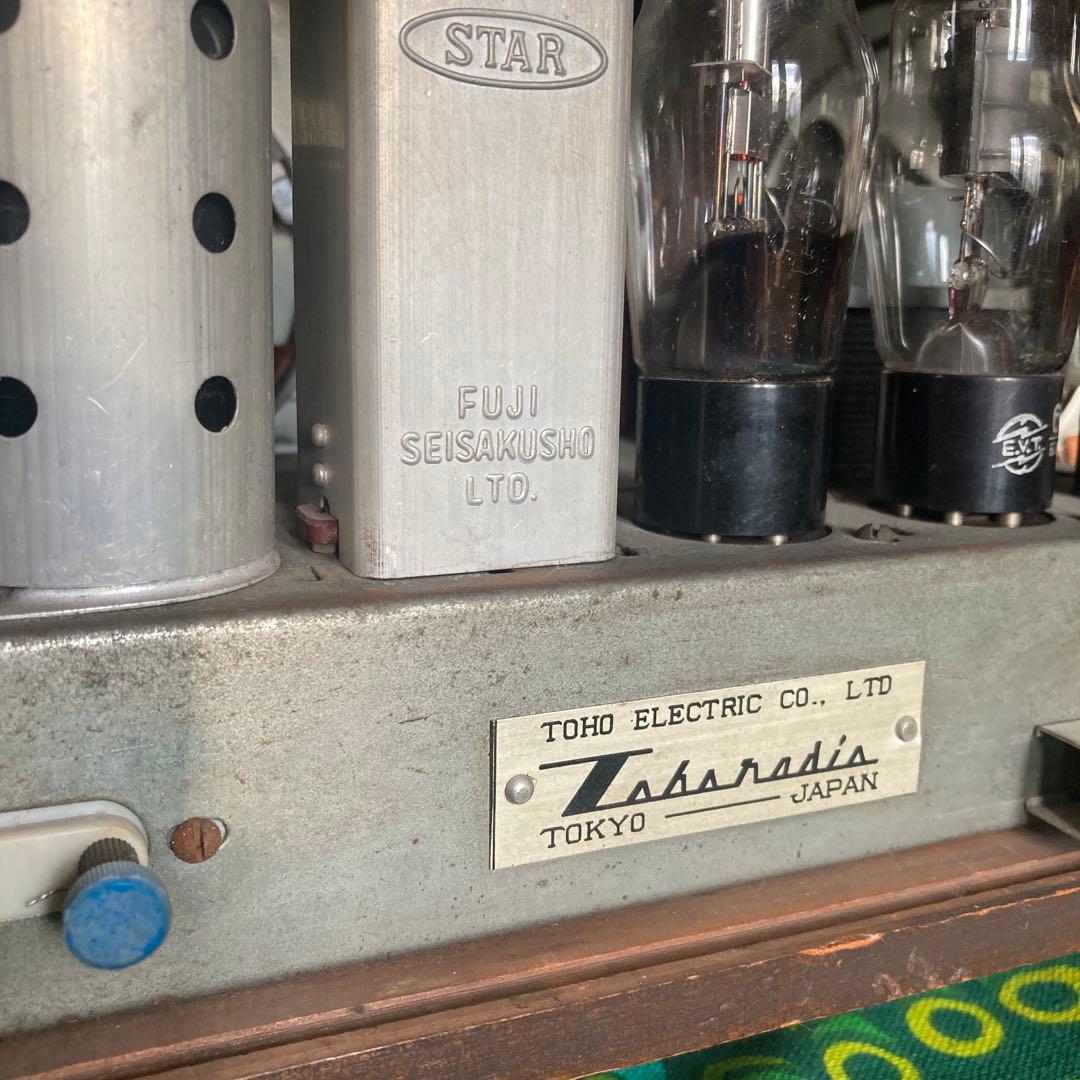 STAR
FUJI
SEISAKUSHO
LTD.
E.V.T.
TOHO ELECTRIC CO., LTD
Tohoradio
TOKYO JAPAN